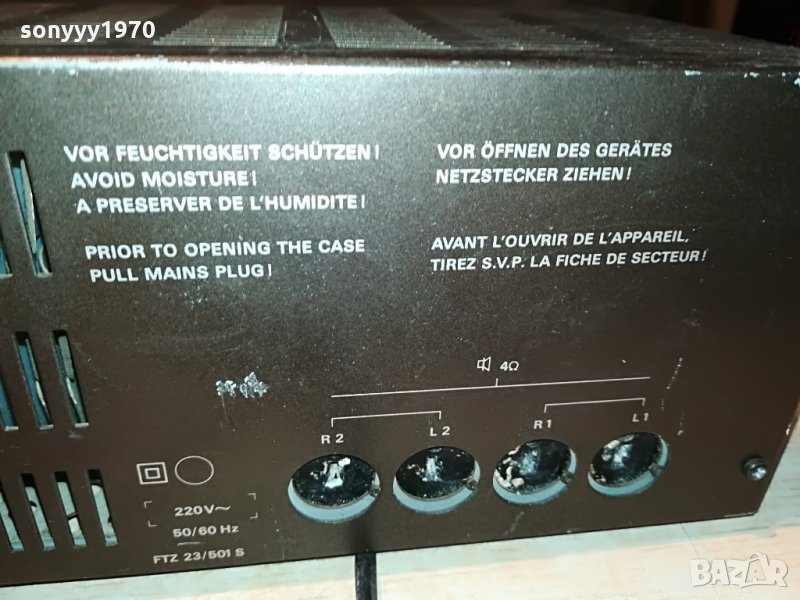 sonyyy1970
VOR FEUCHTIGKEIT SCHÜTZEN!
AVOID MOISTURE!
A PRESERVER DE L'HUMIDITE!
VOR ÖFFNEN DES GERÄTES
NETZSTECKER ZIEHEN!
PRIOR TO OPENING THE CASE
PULL MAINS PLUG!
AVANT L'OUVRIR DE L'APPAREIL,
TIREZ S.V.P. LA FICHE DE SECTEUR!
4Ω
R 2 L 2 R 1 L 1
220V~
50/60 Hz
FTZ 23/501 S
BAZAR